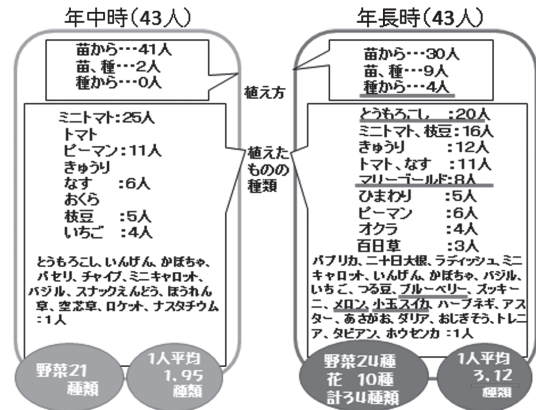 年中時(43人)
苗から・・・41人
苗、種・・・2人
種から・・・0人
ミニトマト:25人
トマト
ピーマン:11人
きゅうり
なす :6人
おくら
枝豆 :5人
いちご :4人
とうもろこし、いんげん、かぼちゃ、
パセリ、チャイブ、ミニキャロット、
バジル、スナックえんどう、ほうれん
草、空芯草、ロケット、ナスタチウム
:1人
野菜21
種類
1人平均
1.95
種類
植え方
植えた
ものの
種類
年長時(43人)
苗から・・・30人
苗、種・・・9人
種から・・・4人
とうもろこし :20人
ミニトマト、枝豆:16人
きゅうり :12人
トマト、なす :11人
マリーゴールド:8人
ひまわり :5人
ピーマン :6人
オクラ :4人
百日草 :3人
パプリカ、二十日大根、ラディッシュ、ミニ
キャロット、いんげん、かぼちゃ、バジル、
いちご、つる豆、ブルーベリー、ズッキー
ニ、メロン、小玉スイカ、ハーブネギ、アス
ター、あさがお、ダリア、おじぎそう、トレニ
ア、タピアン、ホウセンカ:1人
野菜24種
花 10種
計34種類
1人平均
3.12
種類